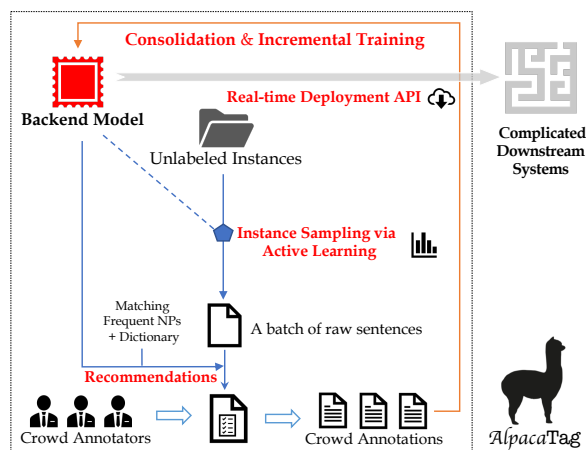 Consolidation & Incremental Training
Real-time Deployment API
Backend Model
Unlabeled Instances
Complicated
Downstream
Systems
Instance Sampling via
Active Learning
Matching
Frequent NPs
+ Dictionary
A batch of raw sentences
Recommendations
Crowd Annotators
Crowd Annotations
AlpacaTag